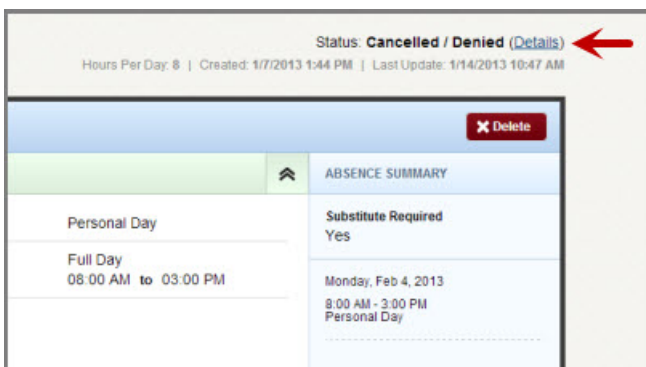 Status: Cancelled / Denied (Details)
Hours Per Day: 8 | Created: 1/7/2013 1:44 PM | Last Update: 1/14/2013 10:47 AM
Delete
ABSENCE SUMMARY
Personal Day
Full Day
08:00 AM to 03:00 PM
Substitute Required
Yes
Monday, Feb 4, 2013
8:00 AM - 3:00 PM
Personal Day